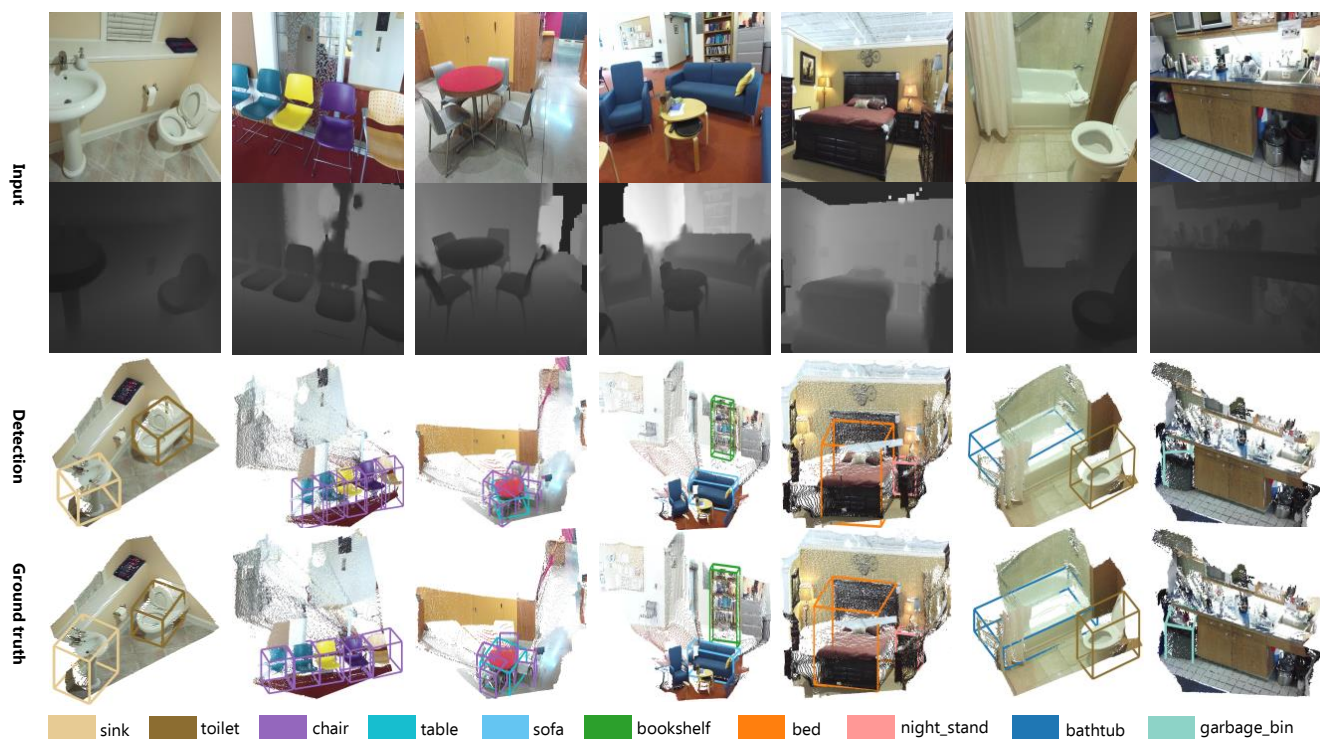 Input
Detection
Ground truth
sink toilet chair table sofa bookshelf bed night_stand bathtub garbage_bin